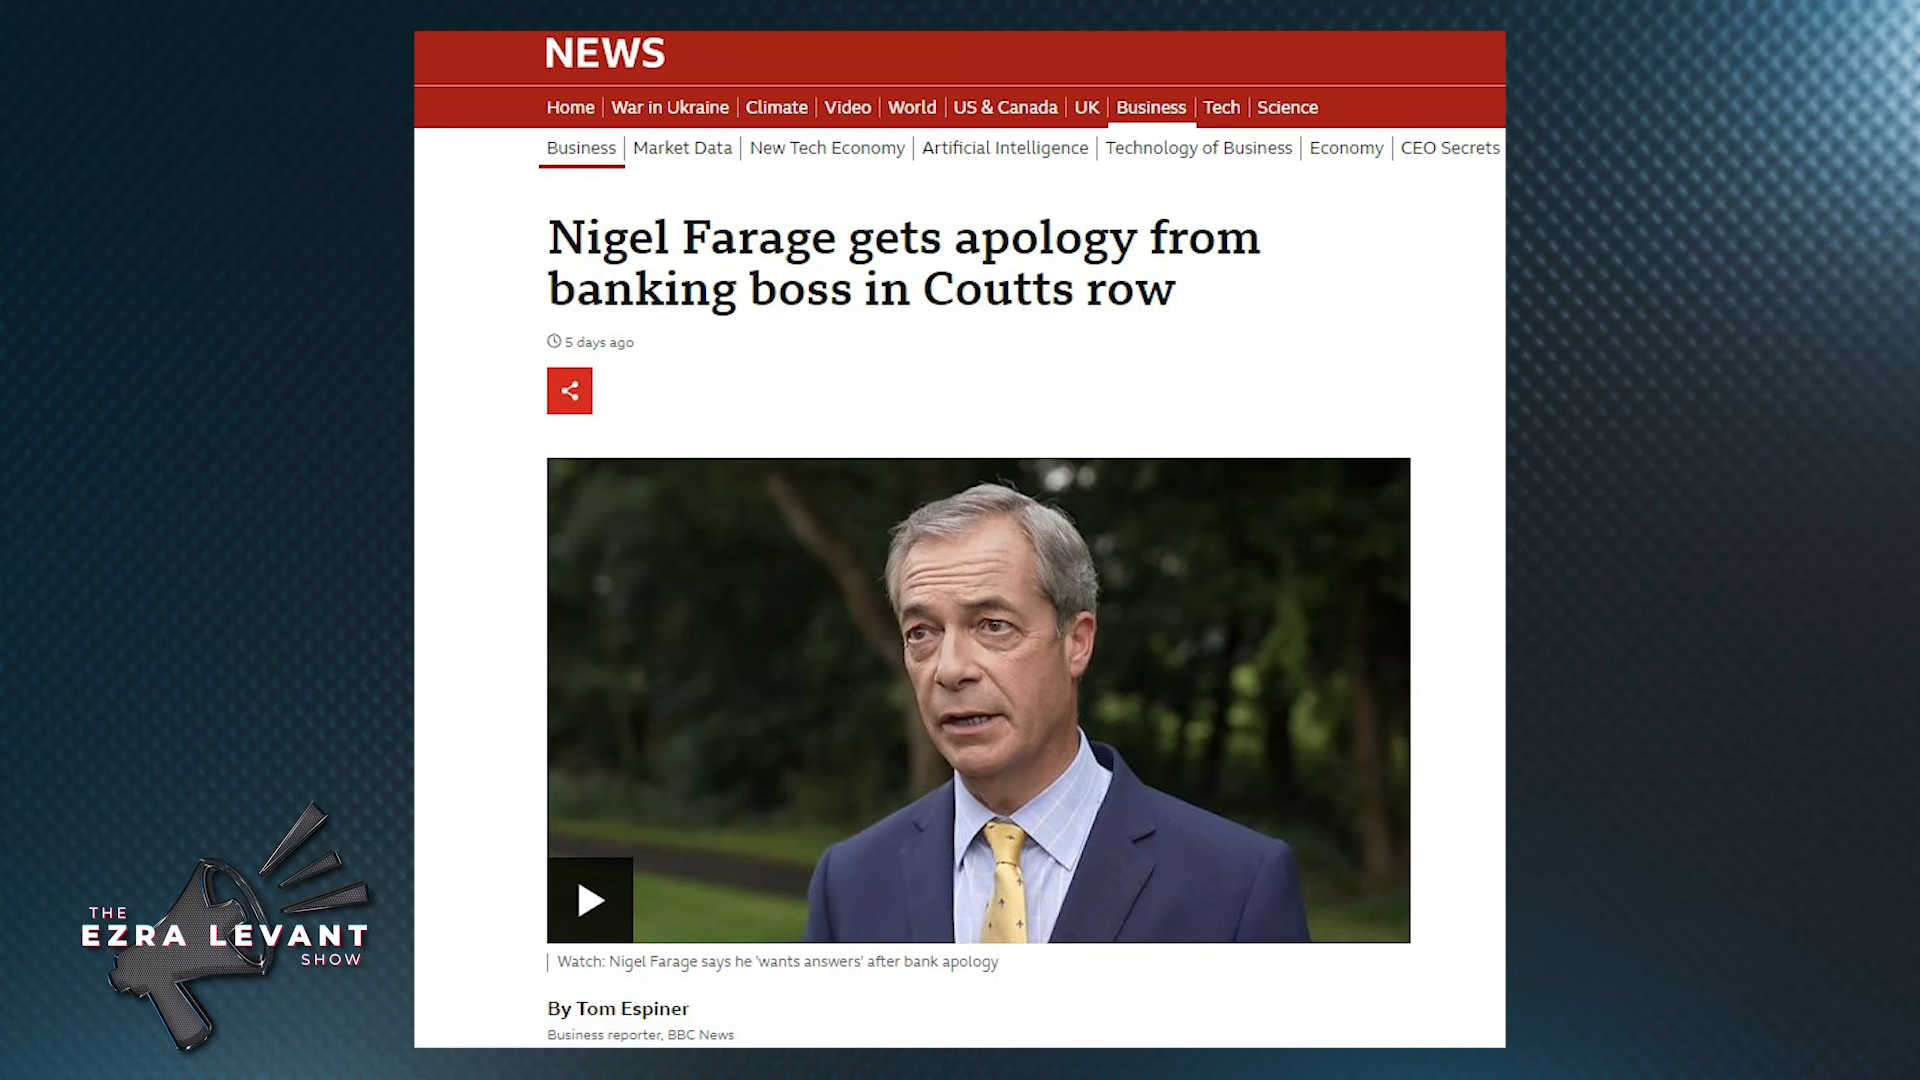 NEWS
Home War in Ukraine Climate Video World US & Canada UK Business Tech Science
Business Market Data New Tech Economy Artificial Intelligence Technology of Business Economy CEO Secrets
Nigel Farage gets apology from
banking boss in Coutts row
5 days ago
Watch: Nigel Farage says he 'wants answers' after bank apology
By Tom Espiner
Business reporter, BBC News
THE
EZRA LEVANT
SHOW